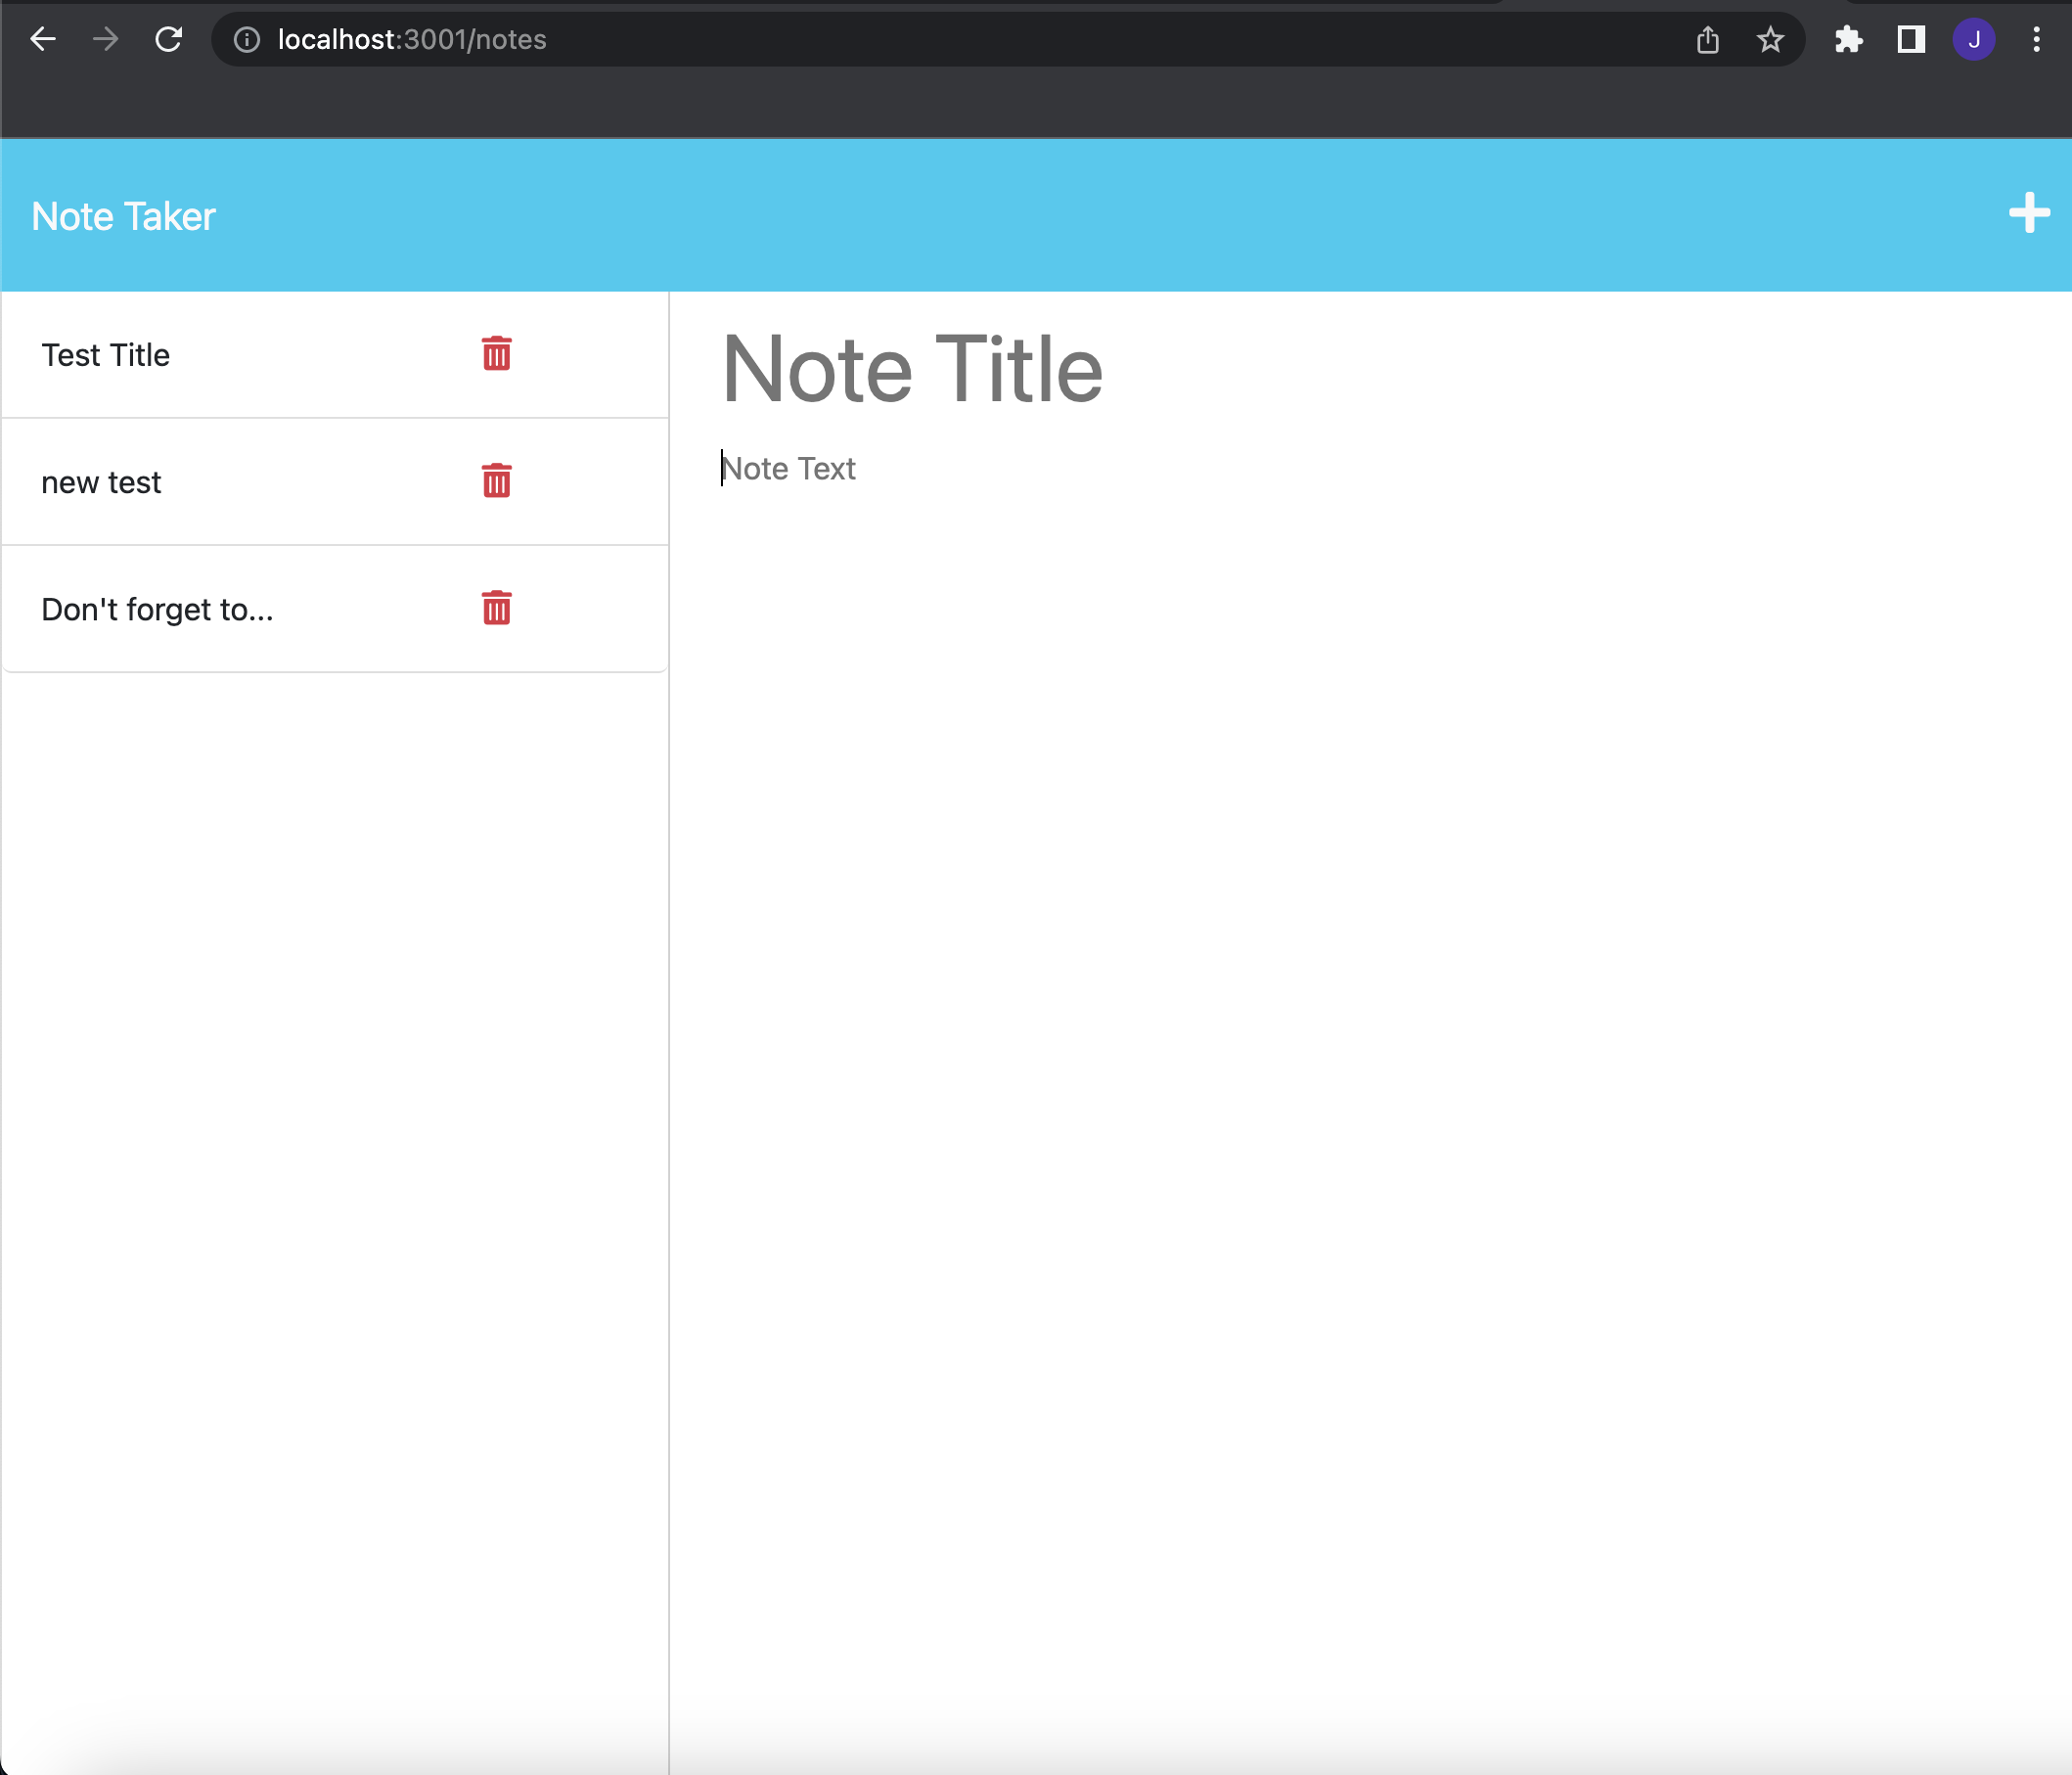 localhost:3001/notes
J
Note Taker
Test Title
new test
Don't forget to...
Note Title
Note Text